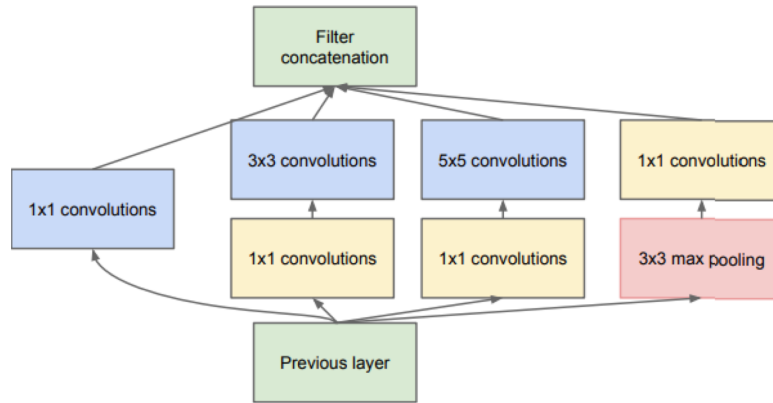 Filter
concatenation
3x3 convolutions
5x5 convolutions
1x1 convolutions
1x1 convolutions
1x1 convolutions
1x1 convolutions
3x3 max pooling
Previous layer